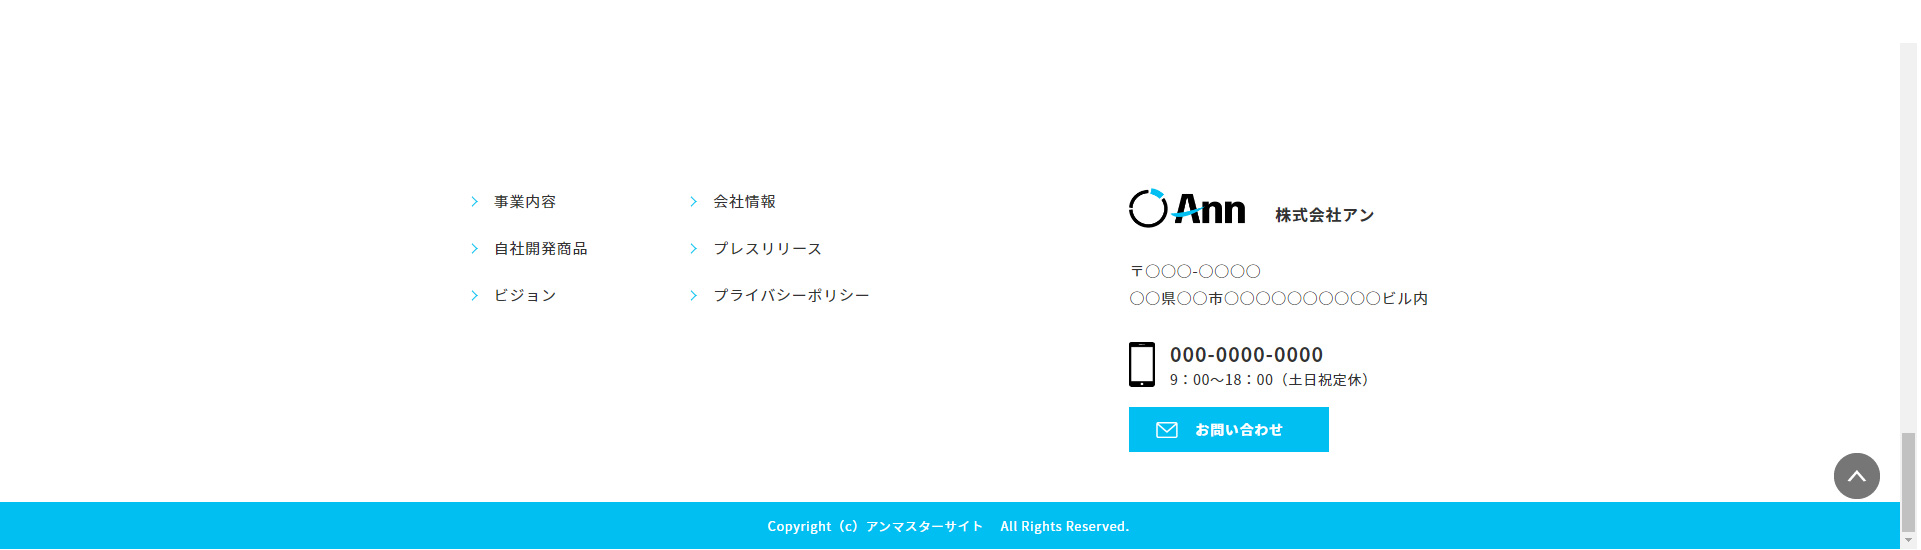 事業内容
自社開発商品
ビジョン
会社情報
プレスリリース
プライバシーポリシー
Ann 株式会社アン
〒〇〇〇-〇〇〇〇
〇〇県〇〇市〇〇〇〇〇〇〇〇〇〇ビル内
000-0000-0000
9：00～18：00（土日祝定休）
お問い合わせ
Copyright（c）アンマスターサイト　All Rights Reserved.